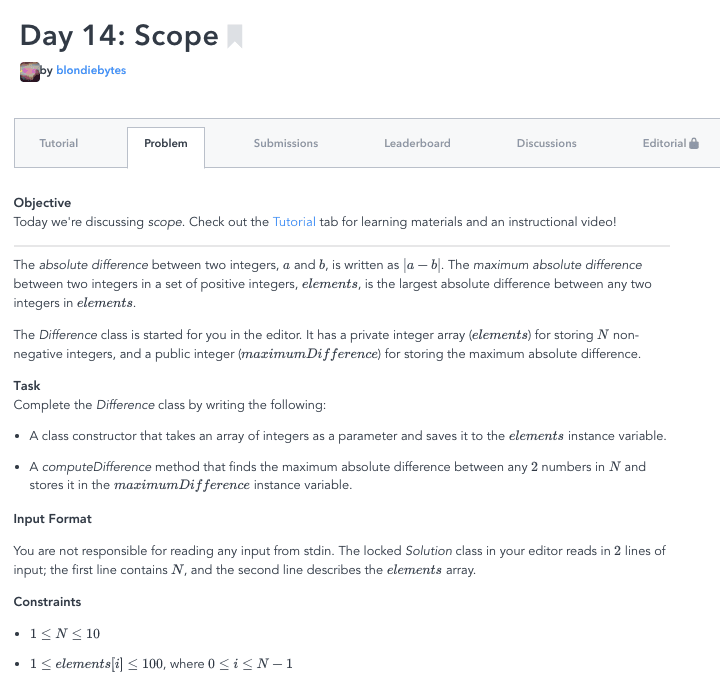 Day 14: Scope
by blondiebytes
Tutorial Problem Submissions Leaderboard Discussions Editorial
Objective
Today we're discussing scope. Check out the Tutorial tab for learning materials and an instructional video!
The absolute difference between two integers, a and b, is written as |a − b|. The maximum absolute difference
between two integers in a set of positive integers, elements, is the largest absolute difference between any two
integers in elements.
The Difference class is started for you in the editor. It has a private integer array (elements) for storing N non-
negative integers, and a public integer (maximumDifference) for storing the maximum absolute difference.
Task
Complete the Difference class by writing the following:
• A class constructor that takes an array of integers as a parameter and saves it to the elements instance variable.
• A computeDifference method that finds the maximum absolute difference between any 2 numbers in N and
stores it in the maximumDifference instance variable.
Input Format
You are not responsible for reading any input from stdin. The locked Solution class in your editor reads in 2 lines of
input; the first line contains N, and the second line describes the elements array.
Constraints
• 1 ≤ N ≤ 10
• 1 ≤ elements[i] ≤ 100, where 0 ≤ i ≤ N − 1